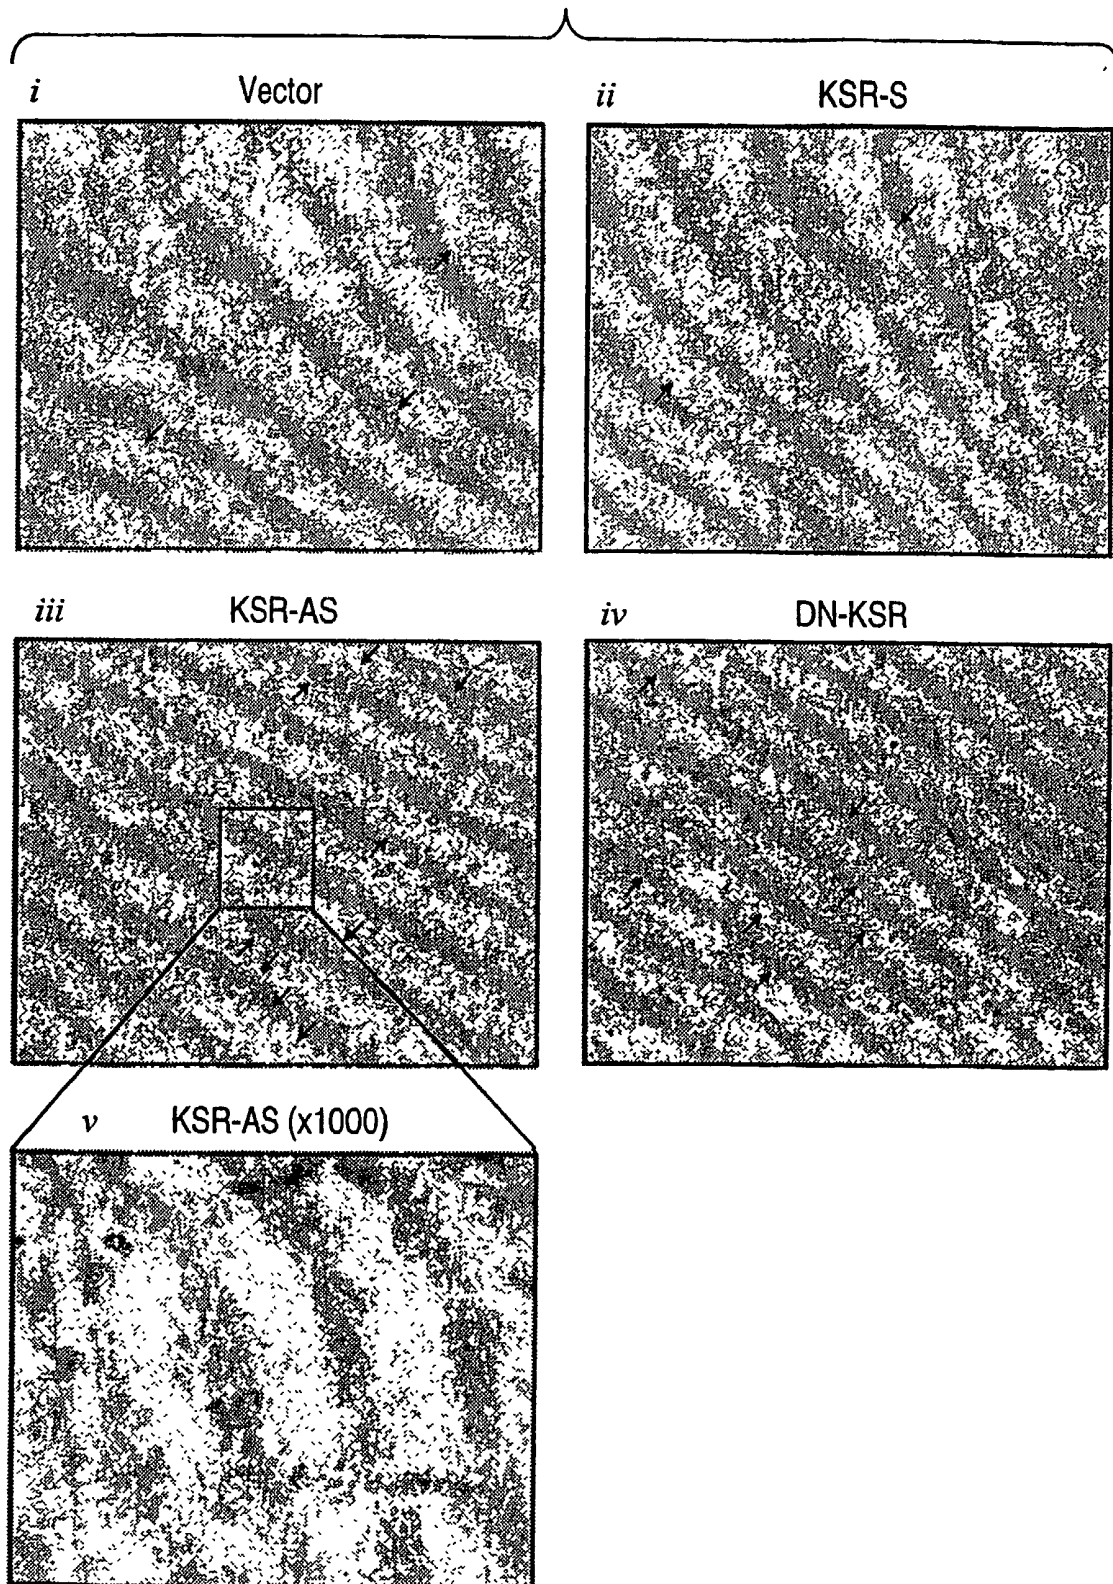 i Vector
ii KSR-S
iii KSR-AS
iv DN-KSR
v KSR-AS (x1000)